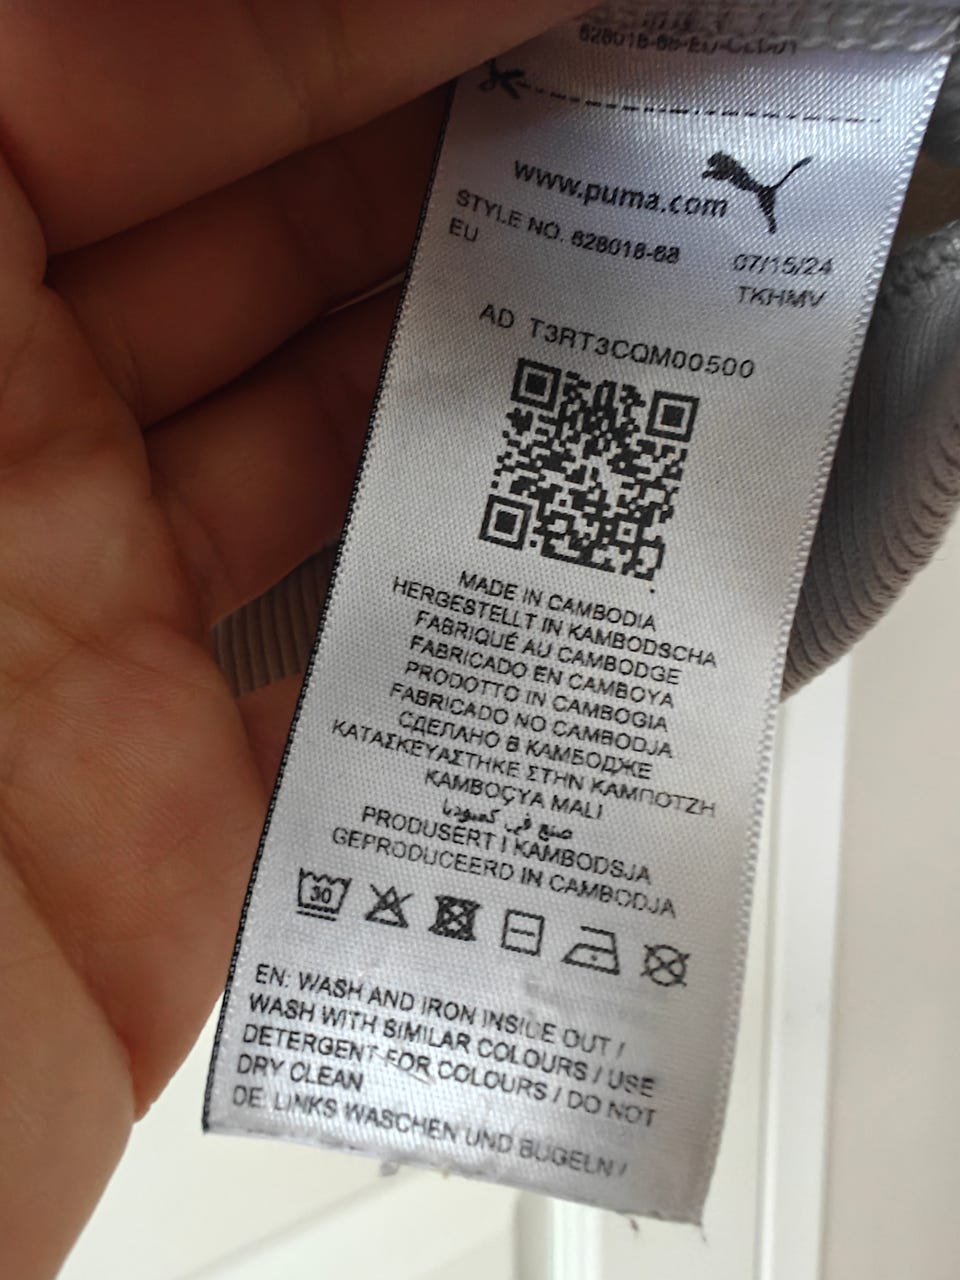 www.puma.com
STYLE NO. 628018-68
EU
07/15/24
TKHMV
AD T3RT3CQM00500
MADE IN CAMBODIA
HERGESTELLT IN KAMBODSCHA
FABRIQUÉ AU CAMBODGE
FABRICADO EN CAMBOYA
PRODOTTO IN CAMBOGIA
FABRICADO NO CAMBODJA
СДЕЛАНО В КАМБОДЖЕ
ΚΑΤΑΣΚΕΥΑΣΤΗΚΕ ΣΤΗΝ ΚΑΜΠΟΤΖΗ
KAMBOÇYA MALI
صنع في كمبوديا
PRODUSERT I KAMBODSJA
GEPRODUCEERD IN CAMBODJA
30
EN: WASH AND IRON INSIDE OUT /
WASH WITH SIMILAR COLOURS / USE
DETERGENT FOR COLOURS / DO NOT
DRY CLEAN
DE: LINKS WASCHEN UND BÜGELN /